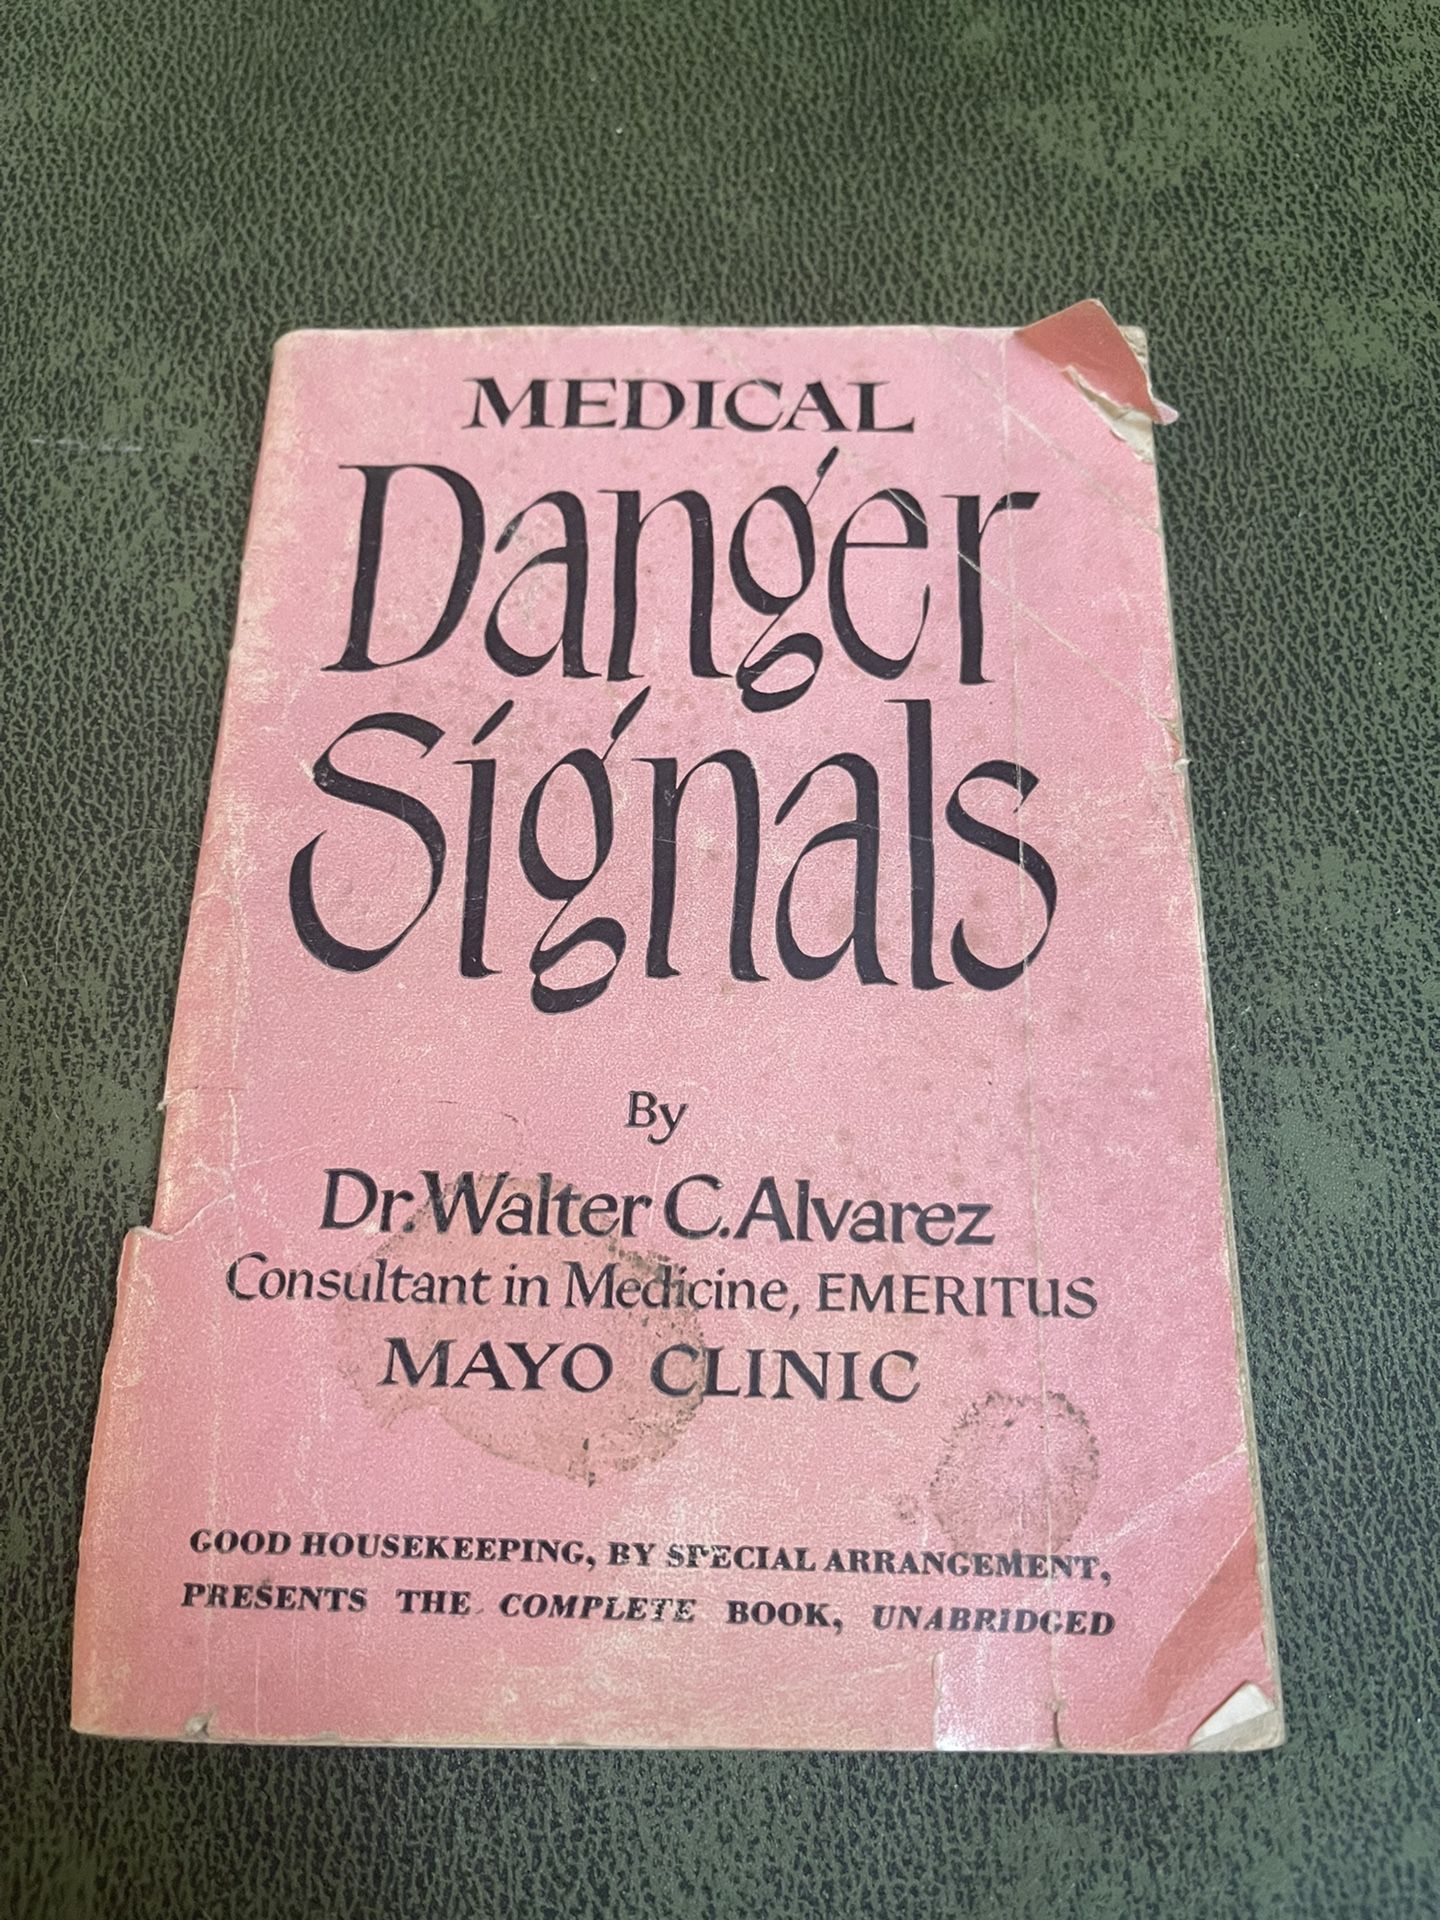 MEDICAL
Danger
Signals
By
Dr. Walter C. Alvarez
Consultant in Medicine, EMERITUS
MAYO CLINIC
GOOD HOUSEKEEPING, BY SPECIAL ARRANGEMENT,
PRESENTS THE COMPLETE BOOK, UNABRIDGED